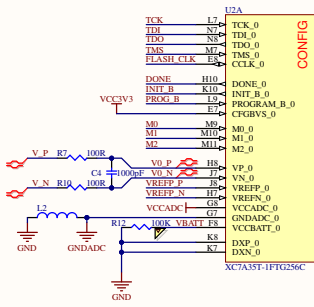 U2A
TCK L7 TCK_0
TDI N7 TDI_0
TDO N8 TDO_0
TMS M7 TMS_0
FLASH_CLK E8 CCLK_0
CONFIG
DONE H10 DONE_0
INIT_B K10 INIT_B_0
PROG_B L9 PROGRAM_B_0
VCC3V3 E7 CFGBVS_0
M0 M9 M0_0
M1 M10 M1_0
M2 M11 M2_0
V_P R7 100R V0_P H8 VP_0
C4 1000pF V0_N J7 VN_0
V_N R10 100R VREFP_P J8 VREFP_0
VREFP_N H7 VREFN_0
L2 VCCADC G8 VCCADC_0
G7 GNDADC_0
R12 100K VBATT F8 VCCBATT_0
GND GNDADC
K8 DXP_0
K7 DXN_0
XC7A35T-1FTG256C
GND